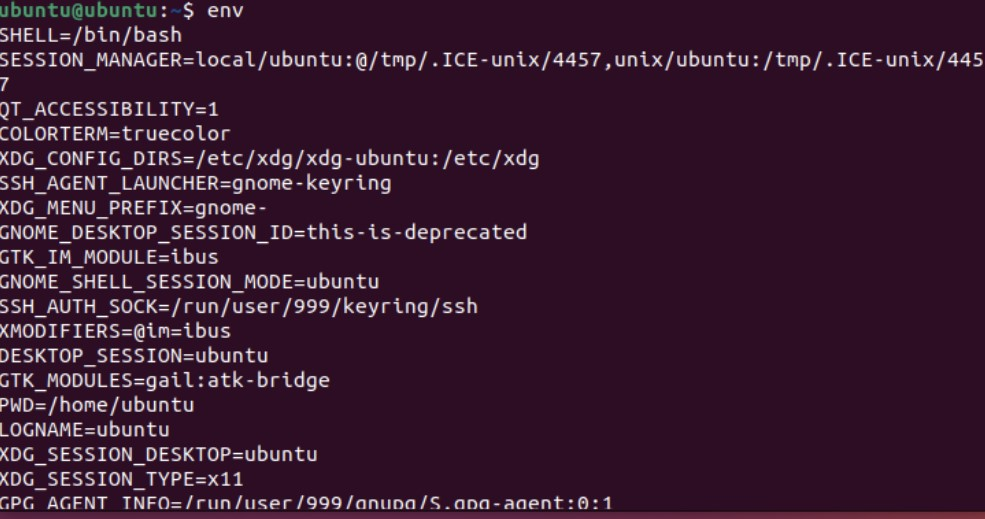 ubuntu@ubuntu:~$ env
SHELL=/bin/bash
SESSION_MANAGER=local/ubuntu:@/tmp/.ICE-unix/4457,unix/ubuntu:/tmp/.ICE-unix/445
7
QT_ACCESSIBILITY=1
COLORTERM=truecolor
XDG_CONFIG_DIRS=/etc/xdg/xdg-ubuntu:/etc/xdg
SSH_AGENT_LAUNCHER=gnome-keyring
XDG_MENU_PREFIX=gnome-
GNOME_DESKTOP_SESSION_ID=this-is-deprecated
GTK_IM_MODULE=ibus
GNOME_SHELL_SESSION_MODE=ubuntu
SSH_AUTH_SOCK=/run/user/999/keyring/ssh
XMODIFIERS=@im=ibus
DESKTOP_SESSION=ubuntu
GTK_MODULES=gail:atk-bridge
PWD=/home/ubuntu
LOGNAME=ubuntu
XDG_SESSION_DESKTOP=ubuntu
XDG_SESSION_TYPE=x11
GPG_AGENT_INFO=/run/user/999/gnupg/S.gpg-agent:0:1